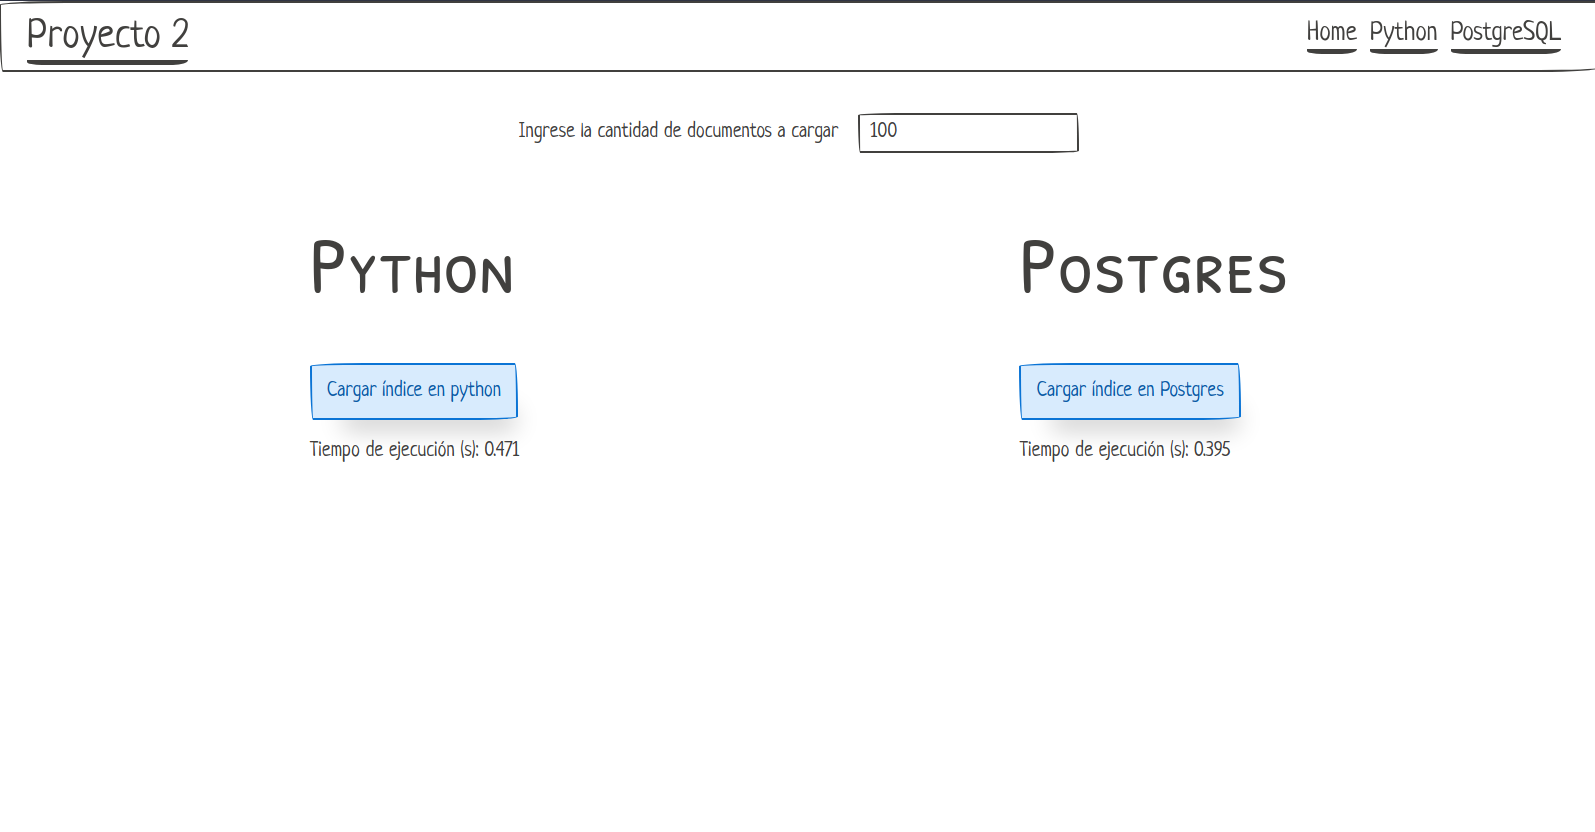 Proyecto 2
Home Python PostgreSQL
Ingrese la cantidad de documentos a cargar 100
Python
Postgres
Cargar índice en python
Cargar índice en Postgres
Tiempo de ejecución (s): 0.471
Tiempo de ejecución (s): 0.395